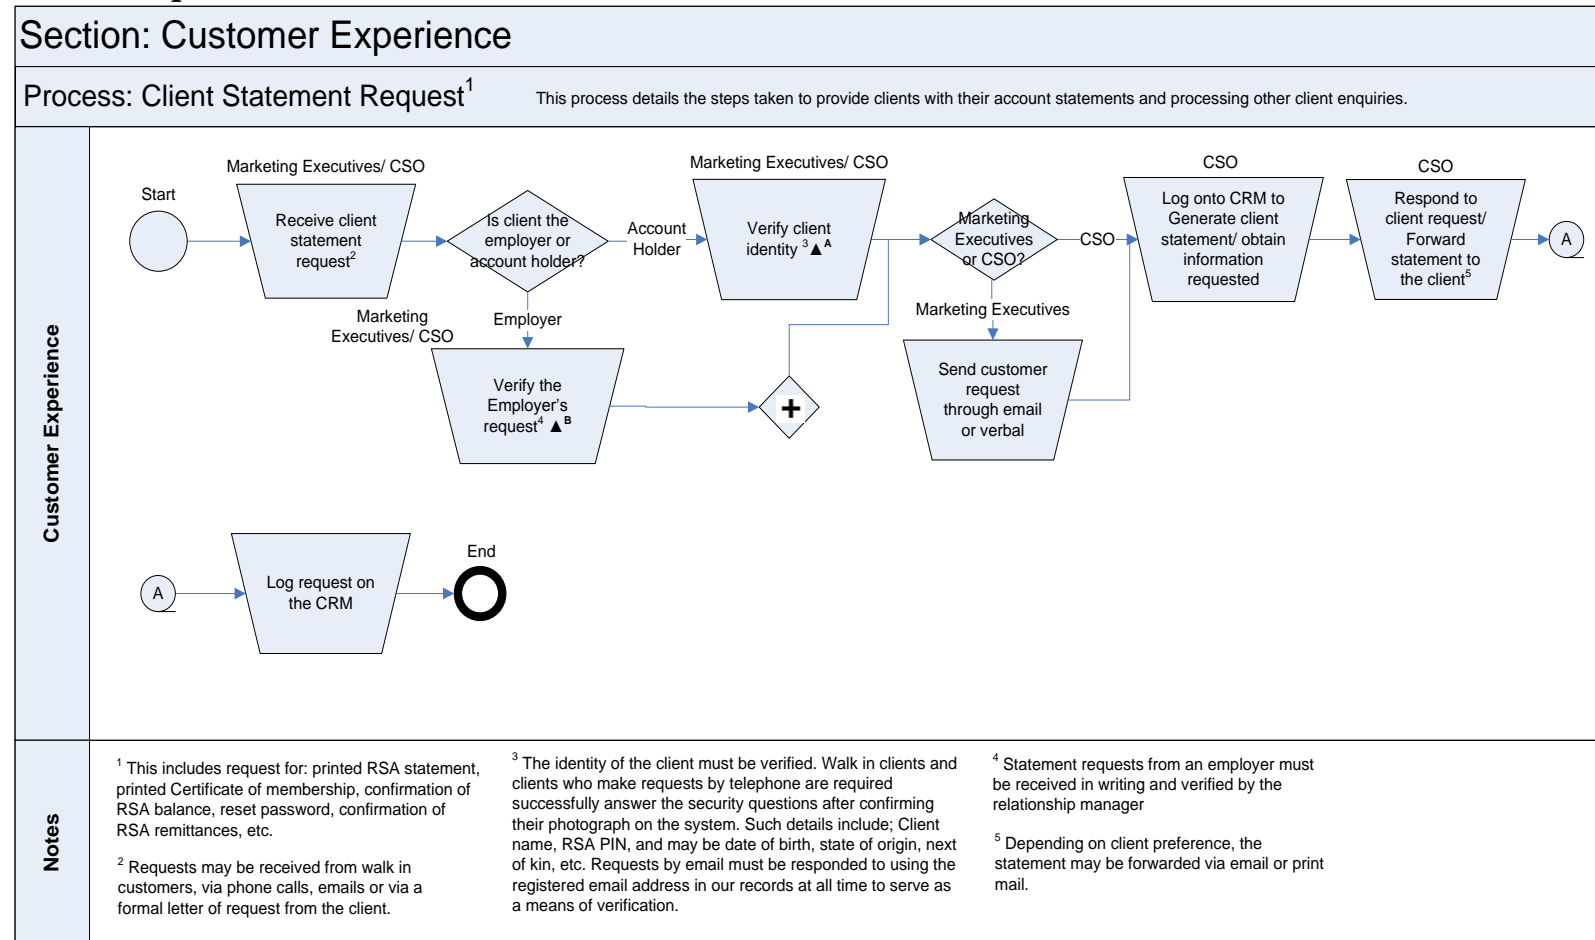 Section: Customer Experience
Process: Client Statement Request1
This process details the steps taken to provide clients with their account statements and processing other client enquiries.
Customer Experience
Start
Marketing Executives/ CSO
Receive client
statement
request2
Is client the
employer or
account holder?
Account
Holder
Marketing Executives/ CSO
Verify client
identity 3▲A
Marketing
Executives
or CSO?
CSO
CSO
Log onto CRM to
Generate client
statement/ obtain
information
requested
CSO
Respond to
client request/
Forward
statement to
the client5
A
Employer
Marketing
Executives/ CSO
Verify the
Employer's
request4 ▲B
+
Marketing Executives
Send customer
request
through email
or verbal
A
Log request on
the CRM
End
Notes
1 This includes request for: printed RSA statement,
printed Certificate of membership, confirmation of
RSA balance, reset password, confirmation of
RSA remittances, etc.
2 Requests may be received from walk in
customers, via phone calls, emails or via a
formal letter of request from the client.
3 The identity of the client must be verified. Walk in clients and
clients who make requests by telephone are required
successfully answer the security questions after confirming
their photograph on the system. Such details include; Client
name, RSA PIN, and may be date of birth, state of origin, next
of kin, etc. Requests by email must be responded to using the
registered email address in our records at all time to serve as
a means of verification.
4 Statement requests from an employer must
be received in writing and verified by the
relationship manager
5 Depending on client preference, the
statement may be forwarded via email or print
mail.